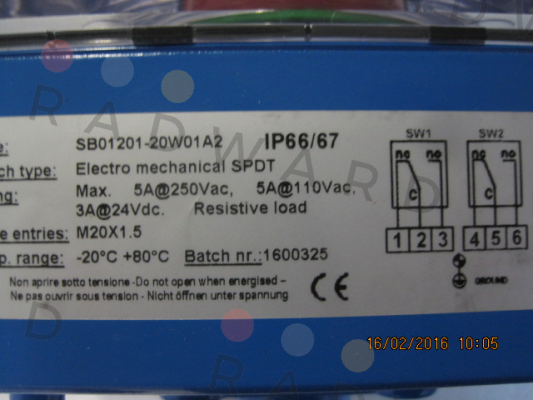 e: SB01201-20W01A2 IP66/67
ch type: Electro mechanical SPDT
ng: Max. 5A@250Vac, 5A@110Vac,
3A@24Vdc. Resistive load
e entries: M20X1.5
p. range: -20°C +80°C Batch nr.:1600325
Non aprire sotto tensione -Do not open when energised –
Ne pas ouvrir sous tension - Nicht öffnen unter spannung
CE
SW1 SW2
no nc no nc
C C
1 2 3 4 5 6
GROUND
16/02/2016 10:05
RADWARD
RADWARD